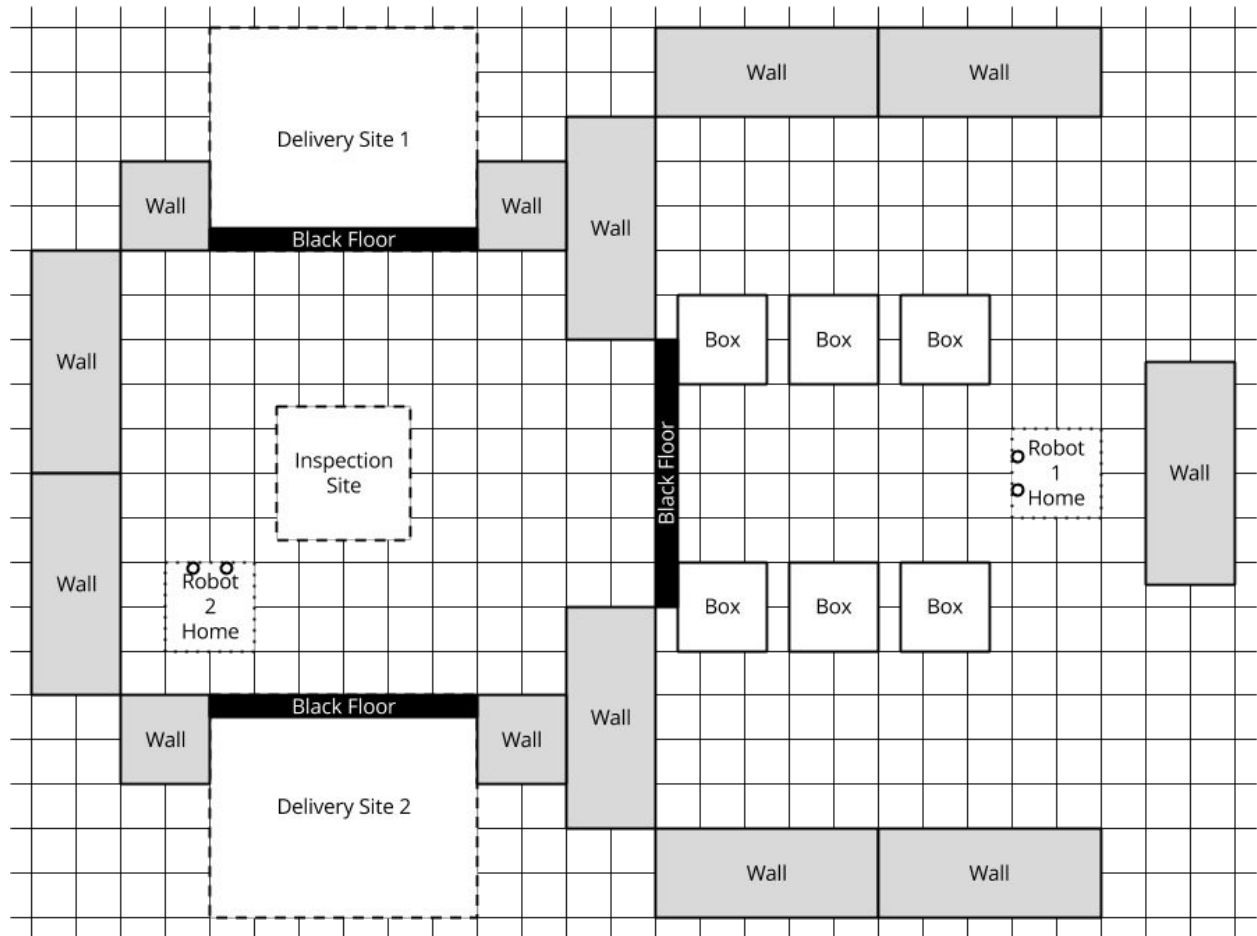 Wall
Wall
Delivery Site 1
Wall
Wall
Wall
Black Floor
Wall
Box
Box
Box
Black Floor
Inspection
Site
Robot
1
Home
Wall
Wall
Robot
2
Home
Box
Box
Box
Black Floor
Wall
Wall
Wall
Delivery Site 2
Wall
Wall